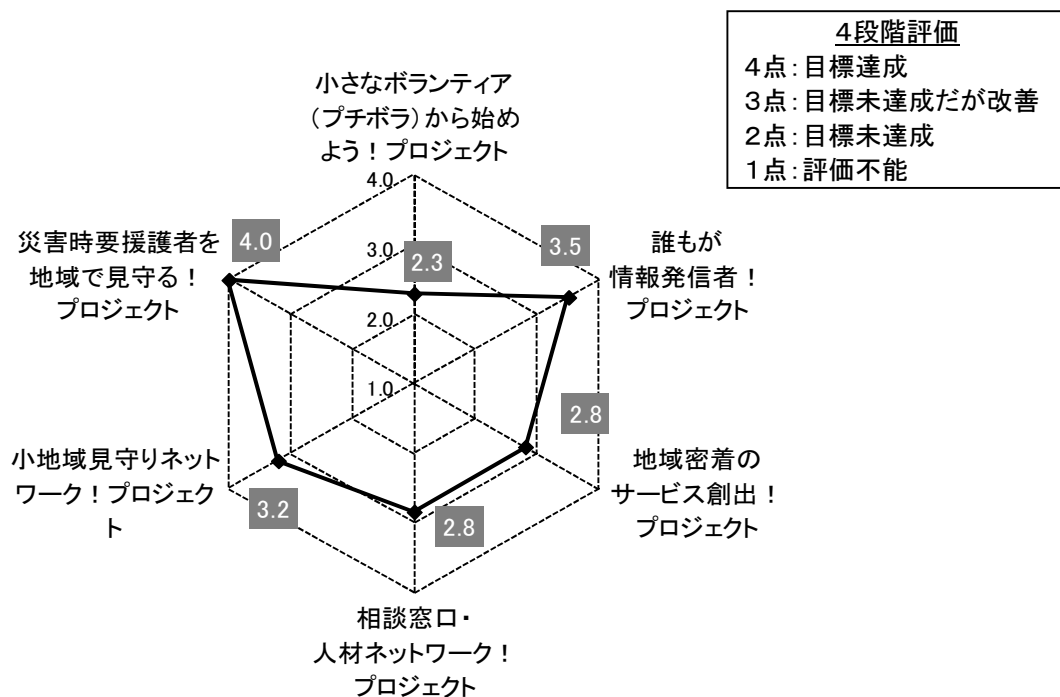 4段階評価
4点:目標達成
3点:目標未達成だが改善
2点:目標未達成
1点:評価不能
小さなボランティア
(プチボラ)から始め
よう!プロジェクト
4.0
3.0
2.0
1.0
2.3
誰もが
情報発信者!
プロジェクト
3.5
地域密着の
サービス創出!
プロジェクト
2.8
相談窓口・
人材ネットワーク!
プロジェクト
2.8
小地域見守りネット
ワーク!プロジェク
ト
3.2
災害時要援護者を
地域で見守る!
プロジェクト
4.0